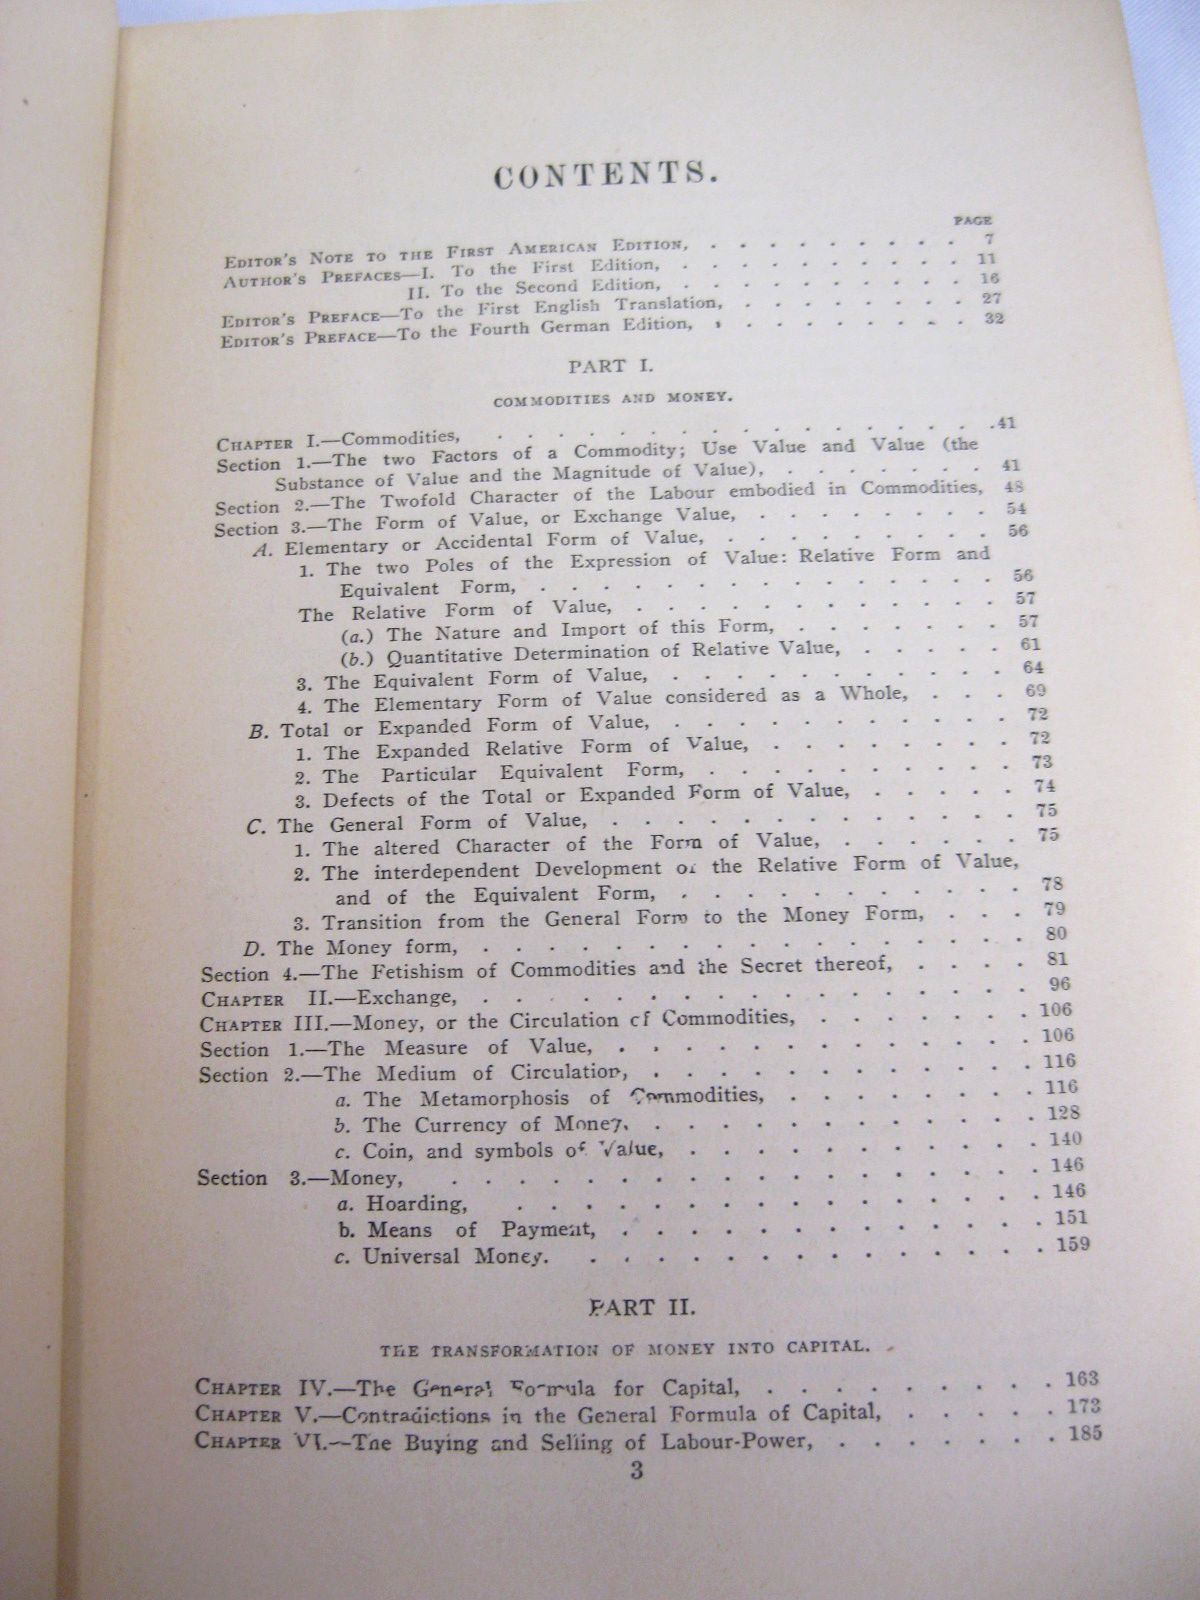 CONTENTS.
PAGE
EDITOR'S NOTE TO THE FIRST AMERICAN EDITION, . . . . . . . . . 7
AUTHOR'S PREFACES—I. To the First Edition, . . . . . . . . . 11
II. To the Second Edition, . . . . . . . . . 16
EDITOR'S PREFACE—To the First English Translation, . . . . . . . 27
EDITOR'S PREFACE—To the Fourth German Edition, . . . . . . . . 32
PART I.
COMMODITIES AND MONEY.
CHAPTER I.—Commodities, . . . . . . . . . . . . . . . . 41
Section 1.—The two Factors of a Commodity; Use Value and Value (the
Substance of Value and the Magnitude of Value), . . . . . . . 41
Section 2.—The Twofold Character of the Labour embodied in Commodities, 48
Section 3.—The Form of Value, or Exchange Value, . . . . . . . . 54
A. Elementary or Accidental Form of Value, . . . . . . . . . 56
1. The two Poles of the Expression of Value: Relative Form and
Equivalent Form, . . . . . . . . . . . . . . 56
The Relative Form of Value, . . . . . . . . . . . 57
(a.) The Nature and Import of this Form, . . . . . . . 57
(b.) Quantitative Determination of Relative Value, . . . . . 61
3. The Equivalent Form of Value, . . . . . . . . . . 64
4. The Elementary Form of Value considered as a Whole, . . . 69
B. Total or Expanded Form of Value, . . . . . . . . . . . 72
1. The Expanded Relative Form of Value, . . . . . . . . 72
2. The Particular Equivalent Form, . . . . . . . . . . 73
3. Defects of the Total or Expanded Form of Value, . . . . . 74
C. The General Form of Value, . . . . . . . . . . . . . 75
1. The altered Character of the Form of Value, . . . . . . 75
2. The interdependent Development of the Relative Form of Value,
and of the Equivalent Form, . . . . . . . . . . . 78
3. Transition from the General Form to the Money Form, . . . 79
D. The Money form, . . . . . . . . . . . . . . . . . 80
Section 4.—The Fetishism of Commodities and the Secret thereof, . . . . 81
CHAPTER II.—Exchange, . . . . . . . . . . . . . . . . . 96
CHAPTER III.—Money, or the Circulation of Commodities, . . . . . . . 106
Section 1.—The Measure of Value, . . . . . . . . . . . . . 106
Section 2.—The Medium of Circulation, . . . . . . . . . . . . 116
a. The Metamorphosis of Commodities, . . . . . . . . 116
b. The Currency of Money, . . . . . . . . . . . . 128
c. Coin, and symbols of Value, . . . . . . . . . . . 140
Section 3.—Money, . . . . . . . . . . . . . . . . . . 146
a. Hoarding, . . . . . . . . . . . . . . . . 146
b. Means of Payment, . . . . . . . . . . . . . 151
c. Universal Money. . . . . . . . . . . . . . . 159
PART II.
THE TRANSFORMATION OF MONEY INTO CAPITAL.
CHAPTER IV.—The General Formula for Capital, . . . . . . . . . 163
CHAPTER V.—Contradictions in the General Formula of Capital, . . . . . 173
CHAPTER VI.—The Buying and Selling of Labour-Power, . . . . . . . 185
3